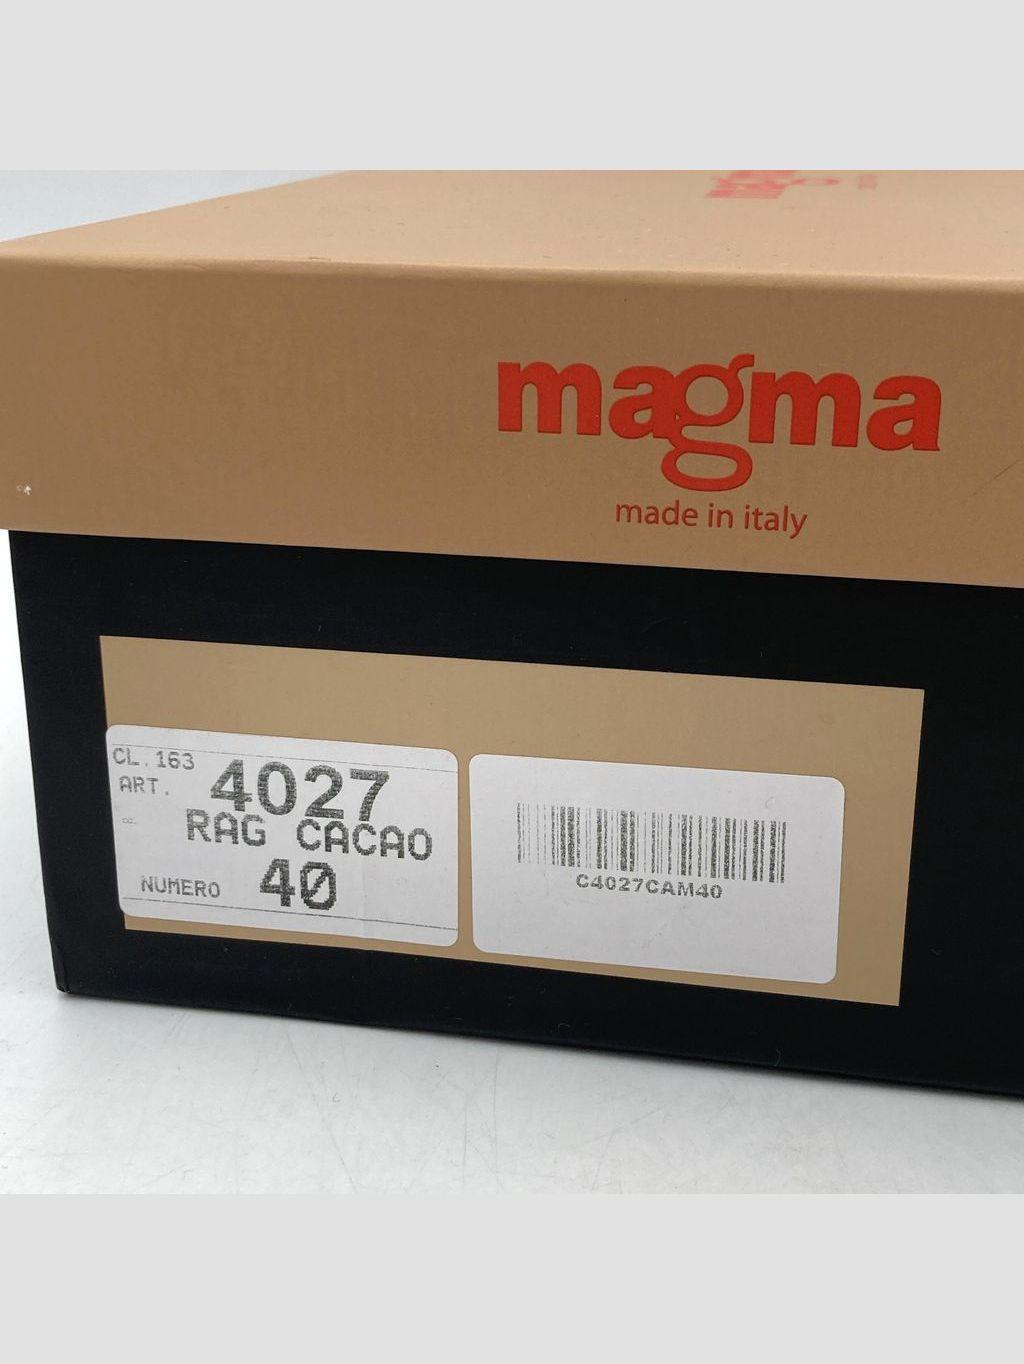 magma
made in italy
CL.163
ART. 4027
RAG CACAO
NUMERO 40
C4027CAM40